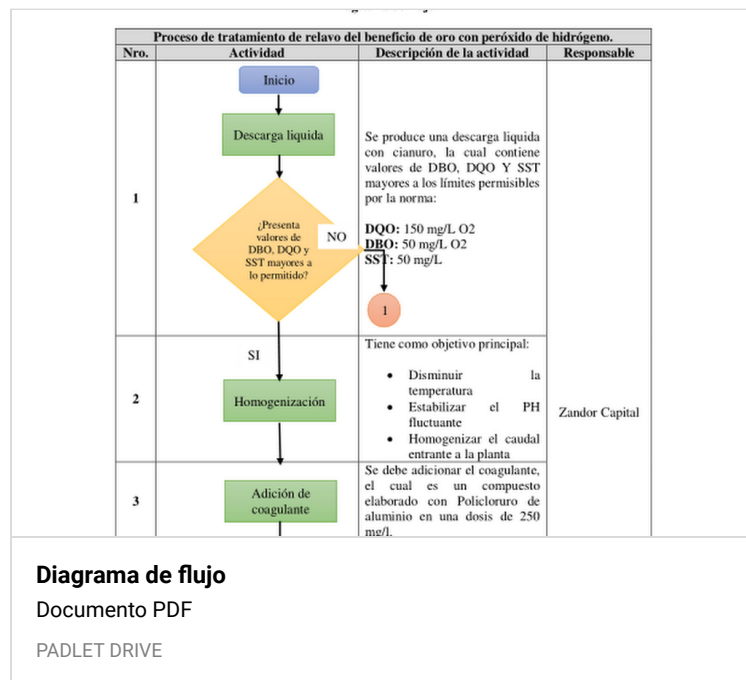 Proceso de tratamiento de relavo del beneficio de oro con peróxido de hidrógeno.
Nro.
Actividad
Descripción de la actividad
Responsable
1
Inicio
Descarga liquida
¿Presenta
valores de
DBO, DQO y
SST mayores a
lo permitido?
NO
SI
Se produce una descarga liquida
con cianuro, la cual contiene
valores de DBO, DQO Y SST
mayores a los límites permisibles
por la norma:
DQO: 150 mg/L O2
DBO: 50 mg/L O2
SST: 50 mg/L
1
2
Homogenización
Tiene como objetivo principal:
• Disminuir la
temperatura
• Estabilizar el PH
fluctuante
• Homogenizar el caudal
entrante a la planta
Zandor Capital
3
Adición de
coagulante
Se debe adicionar el coagulante,
el cual es un compuesto
elaborado con Policloruro de
aluminio en una dosis de 250
mg/l.
Diagrama de flujo
Documento PDF
PADLET DRIVE